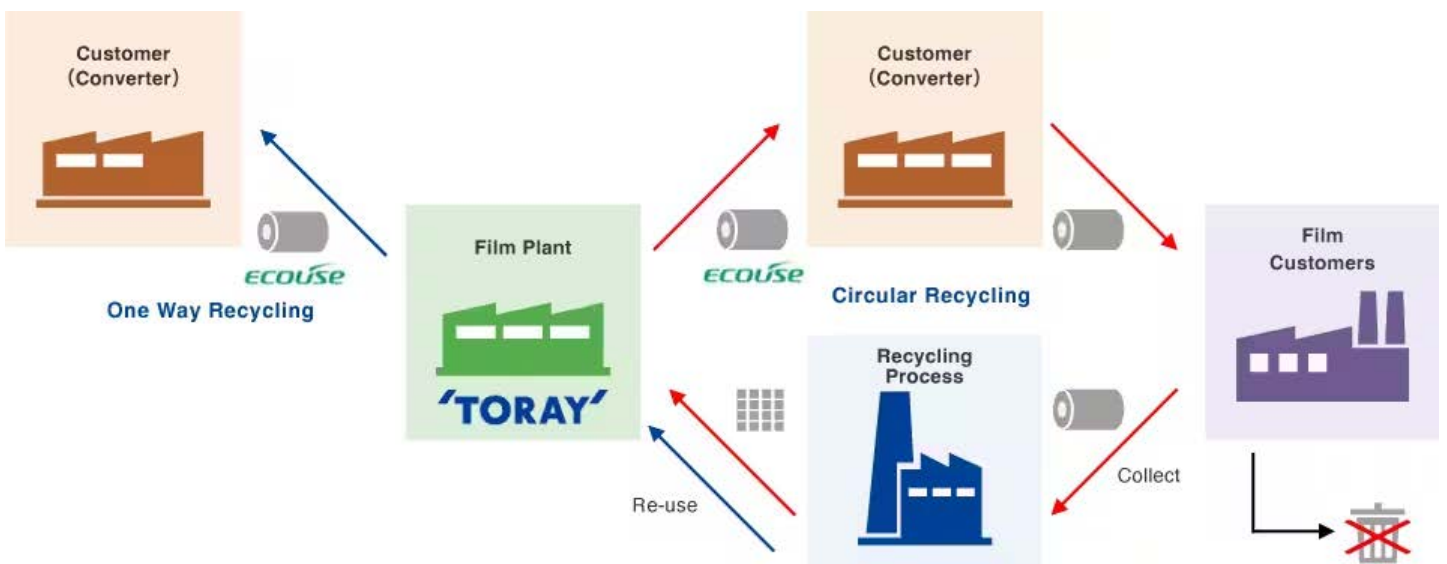 Customer
(Converter)
ECOUSE
One Way Recycling
Film Plant
'TORAY'
Customer
(Converter)
ECOUSE
Circular Recycling
Film
Customers
Recycling
Process
Re-use
Collect